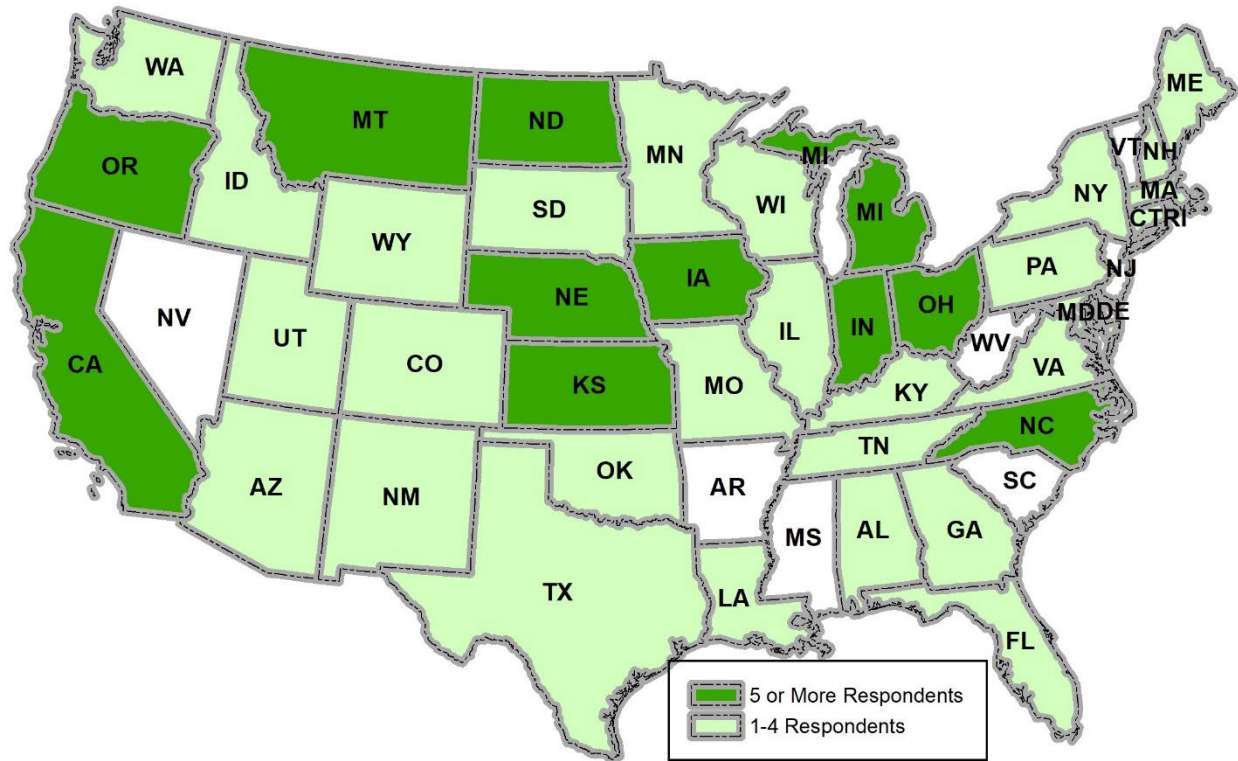 WA
MT
ND
MN
ME
OR
ID
SD
WI
MI
MI
VT NH
NY
MA
CT RI
WY
IA
PA
NJ
NV
NE
IL
IN
OH
MD DE
UT
CO
KS
MO
WV
VA
KY
CA
AZ
NM
OK
AR
TN
NC
SC
TX
LA
MS
AL
GA
FL
5 or More Respondents
1-4 Respondents